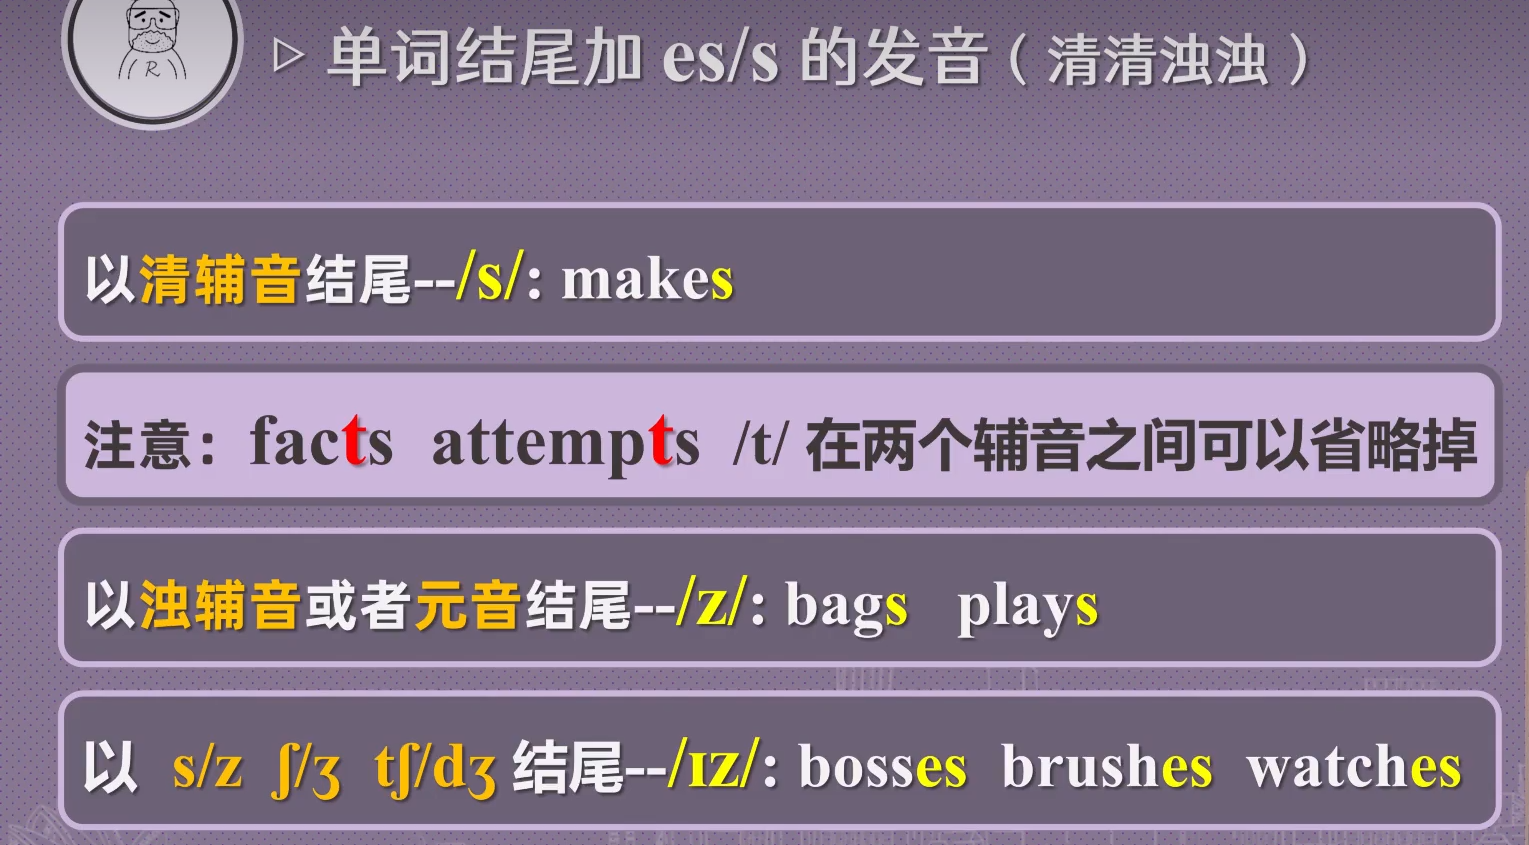 R
▷ 单词结尾加 es/s 的发音（清清浊浊）
以清辅音结尾--/s/: makes
注意：facts attempts /t/ 在两个辅音之间可以省略掉
以浊辅音或者元音结尾--/z/: bags plays
以 s/z ʃ/ʒ tʃ/dʒ 结尾--/ɪz/: bosses brushes watches